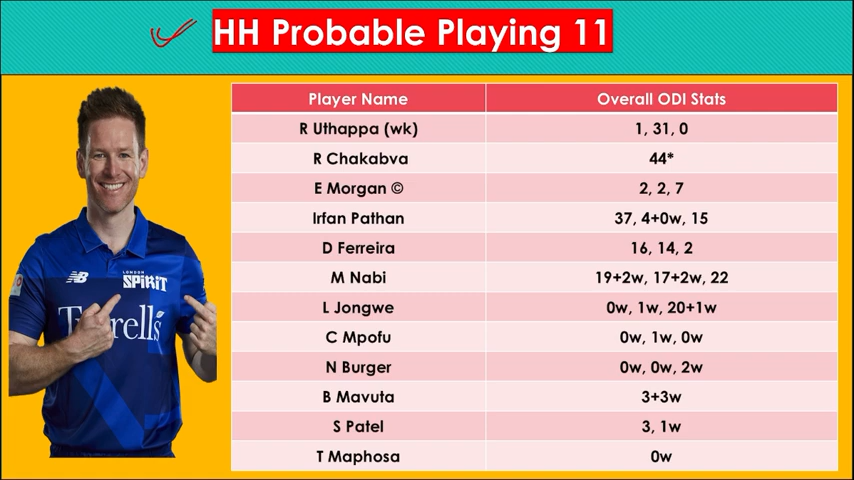 HH Probable Playing 11
Player Name Overall ODI Stats
R Uthappa (wk) 1, 31, 0
R Chakabva 44*
E Morgan © 2, 2, 7
Irfan Pathan 37, 4+0w, 15
D Ferreira 16, 14, 2
M Nabi 19+2w, 17+2w, 22
L Jongwe 0w, 1w, 20+1w
C Mpofu 0w, 1w, 0w
N Burger 0w, 0w, 2w
B Mavuta 3+3w
S Patel 3, 1w
T Maphosa 0w
NB
LONDON
SPIRIT